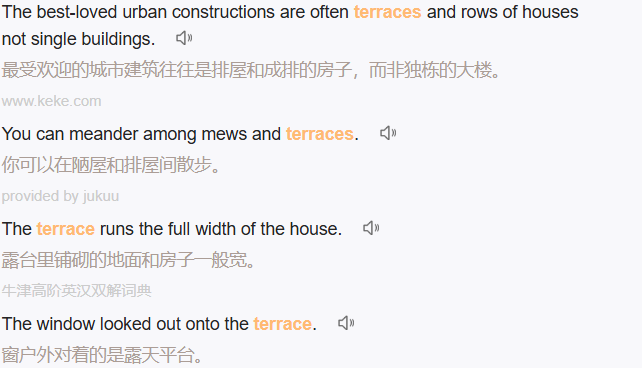 The best-loved urban constructions are often terraces and rows of houses
not single buildings.
最受欢迎的城市建筑往往是排屋和成排的房子，而非独栋的大楼。
www.keke.com
You can meander among mews and terraces.
你可以在陋屋和排屋间散步。
provided by jukuu
The terrace runs the full width of the house.
露台里铺砌的地面和房子一般宽。
牛津高阶英汉双解词典
The window looked out onto the terrace.
窗户外对着的是露天平台。